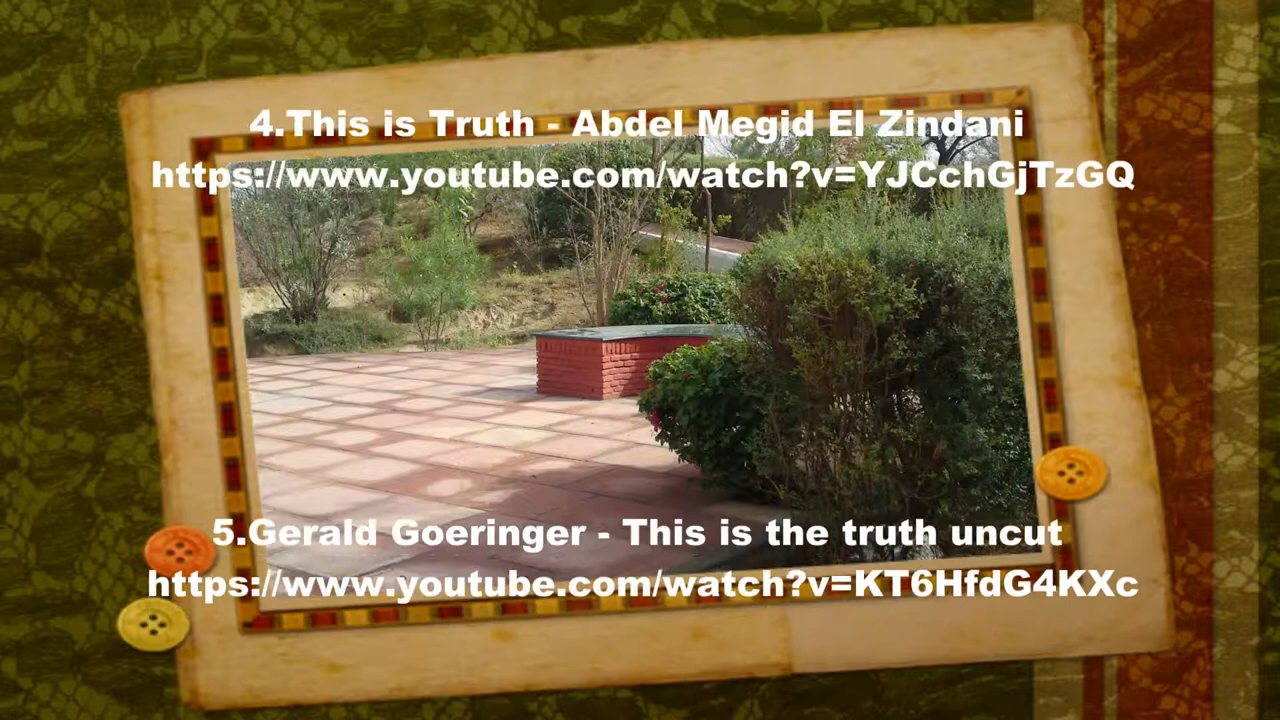 4.This is Truth - Abdel Megid El Zindani
https://www.youtube.com/watch?v=YJCchGjTzGQ
5.Gerald Goeringer - This is the truth uncut
https://www.youtube.com/watch?v=KT6HfdG4KXc